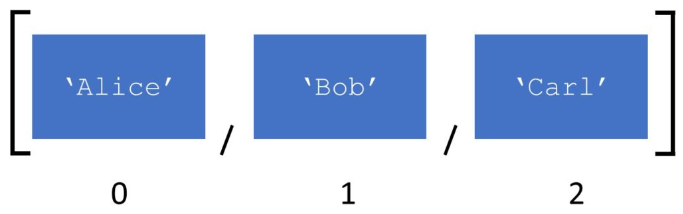 [ ‘Alice’ / ‘Bob’ / ‘Carl’ ]
0 1 2